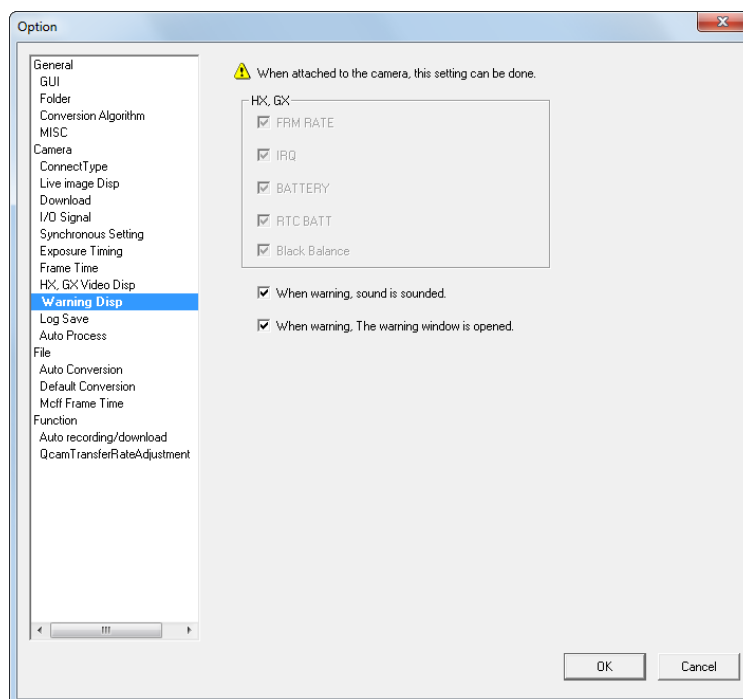 Option
General
GUI
Folder
Conversion Algorithm
MISC
Camera
ConnectType
Live image Disp
Download
I/O Signal
Synchronous Setting
Exposure Timing
Frame Time
HX, GX Video Disp
Warning Disp
Log Save
Auto Process
File
Auto Conversion
Default Conversion
Mcff Frame Time
Function
Auto recording/download
QcamTransferRateAdjustment
When attached to the camera, this setting can be done.
HX, GX
FRM RATE
IRQ
BATTERY
RTC BATT
Black Balance
When warning, sound is sounded.
When warning, The warning window is opened.
OK
Cancel